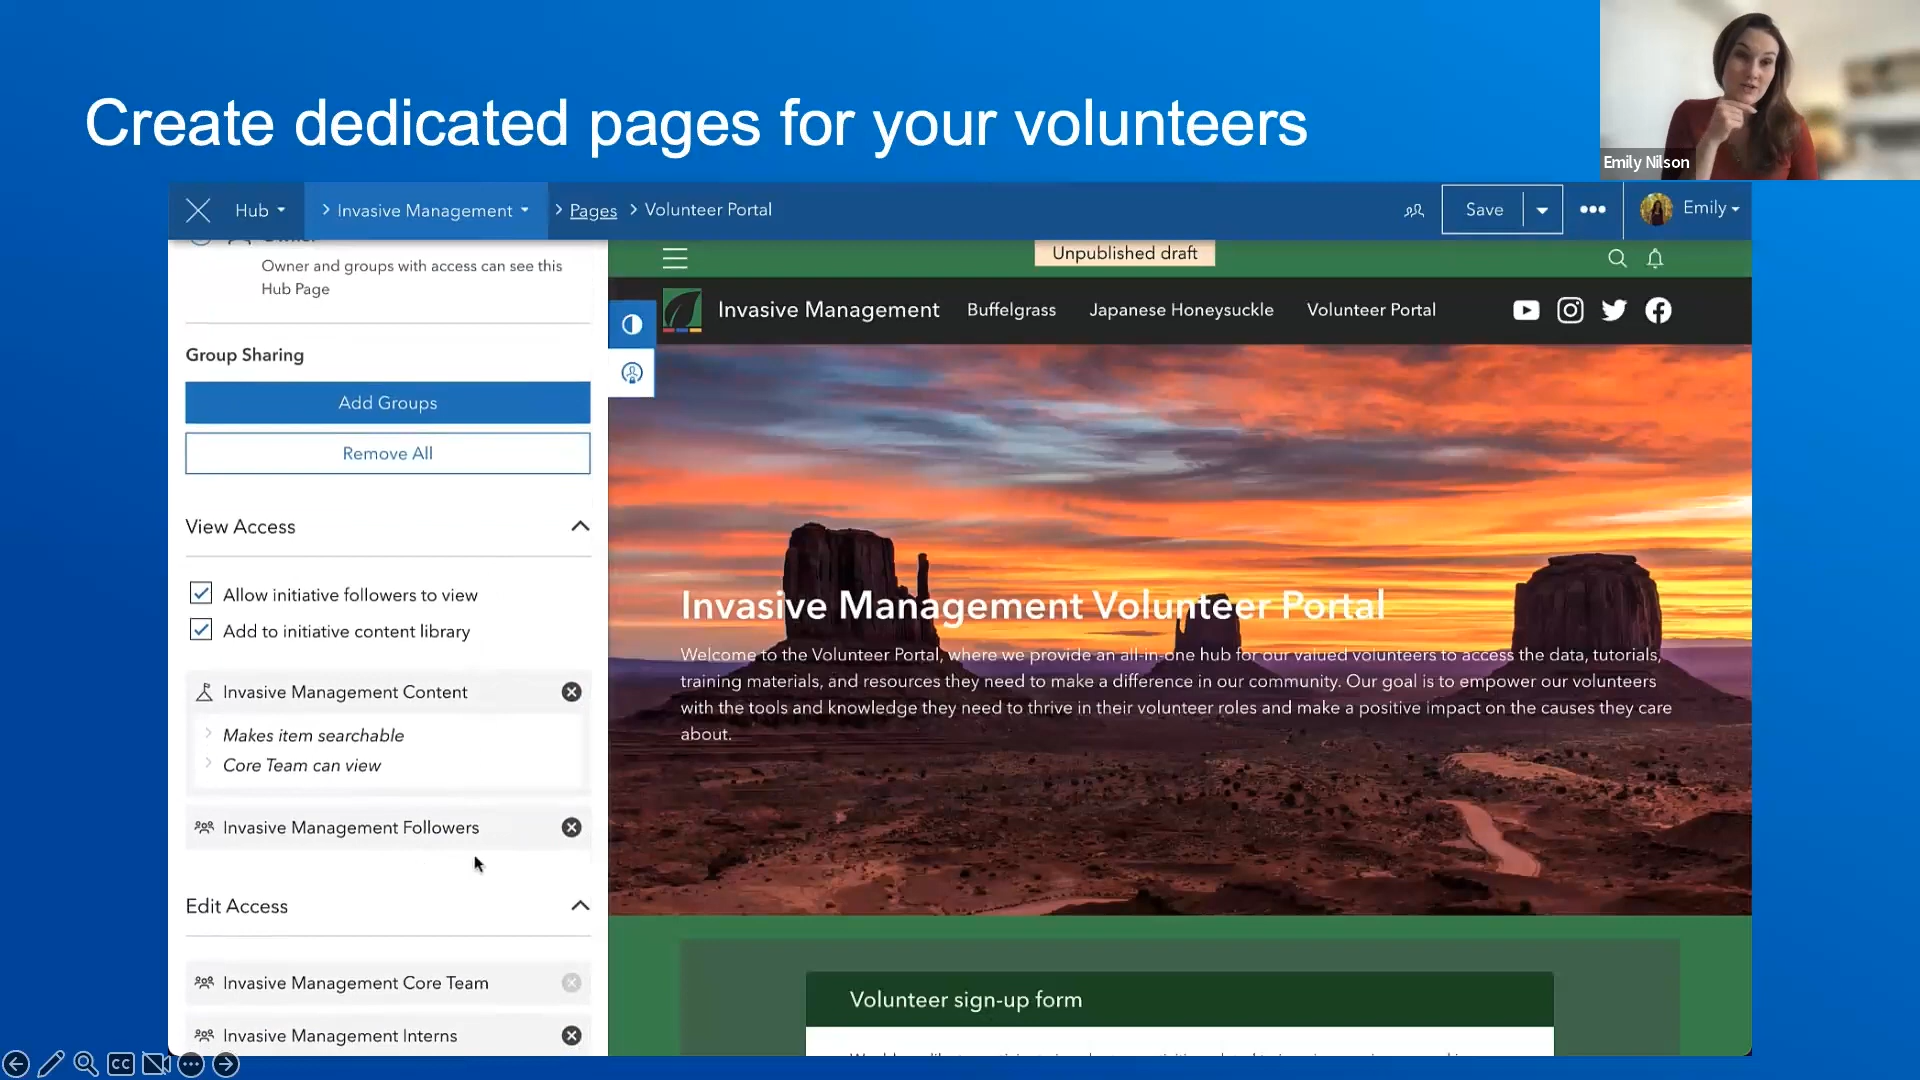 Create dedicated pages for your volunteers
Emily Nilson
Hub
Invasive Management
Pages
Volunteer Portal
Save
Emily
Owner and groups with access can see this
Hub Page
Group Sharing
Add Groups
Remove All
View Access
Allow initiative followers to view
Add to initiative content library
Invasive Management Content
Makes item searchable
Core Team can view
Invasive Management Followers
Edit Access
Invasive Management Core Team
Invasive Management Interns
Unpublished draft
Invasive Management
Buffelgrass
Japanese Honeysuckle
Volunteer Portal
Invasive Management Volunteer Portal
Welcome to the Volunteer Portal, where we provide an all-in-one hub for our valued volunteers to access the data, tutorials,
training materials, and resources they need to make a difference in our community. Our goal is to empower our volunteers
with the tools and knowledge they need to thrive in their volunteer roles and make a positive impact on the causes they care
about.
Volunteer sign-up form
CC